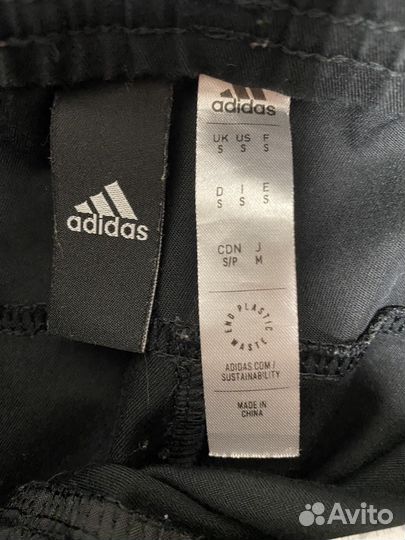 adidas
adidas
UK US F
S S S
D I E
S S S
CDN J
S/P M
END PLASTIC WASTE
ADIDAS.COM/
SUSTAINABILITY
MADE IN
CHINA
Avito